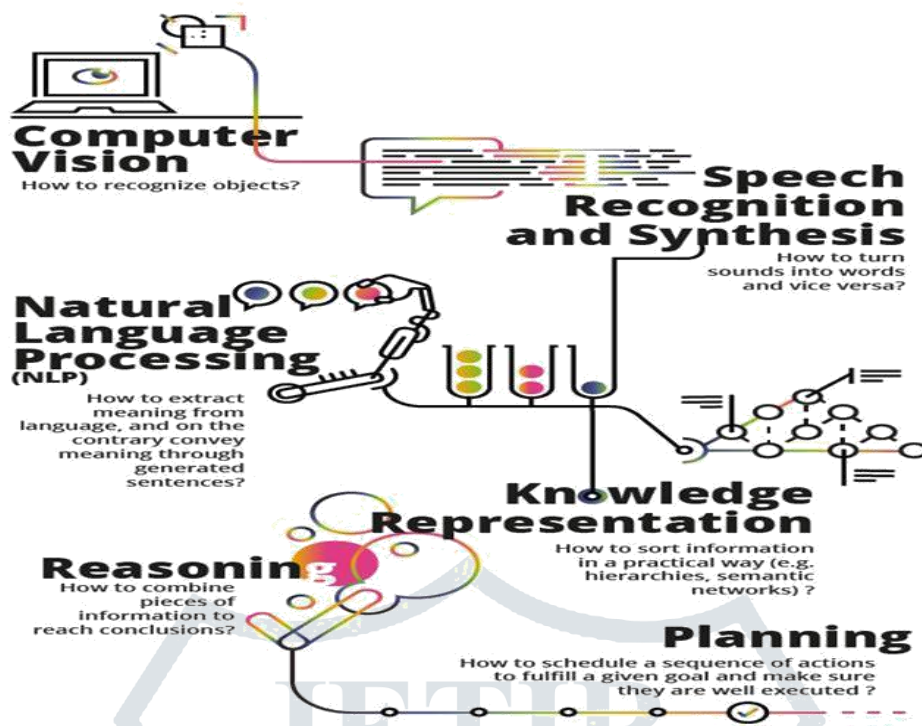 Computer
Vision
How to recognize objects?
Speech
Recognition
and Synthesis
How to turn
sounds into words
and vice versa?
Natural
Language
Processing
(NLP)
How to extract
meaning from
language, and on the
contrary convey
meaning through
generated
sentences?
Knowledge
Representation
How to sort information
in a practical way (e.g.
hierarchies, semantic
networks) ?
Reasoning
How to combine
pieces of
information to
reach conclusions?
Planning
How to schedule a sequence of actions
to fulfill a given goal and make sure
they are well executed ?
JETIR